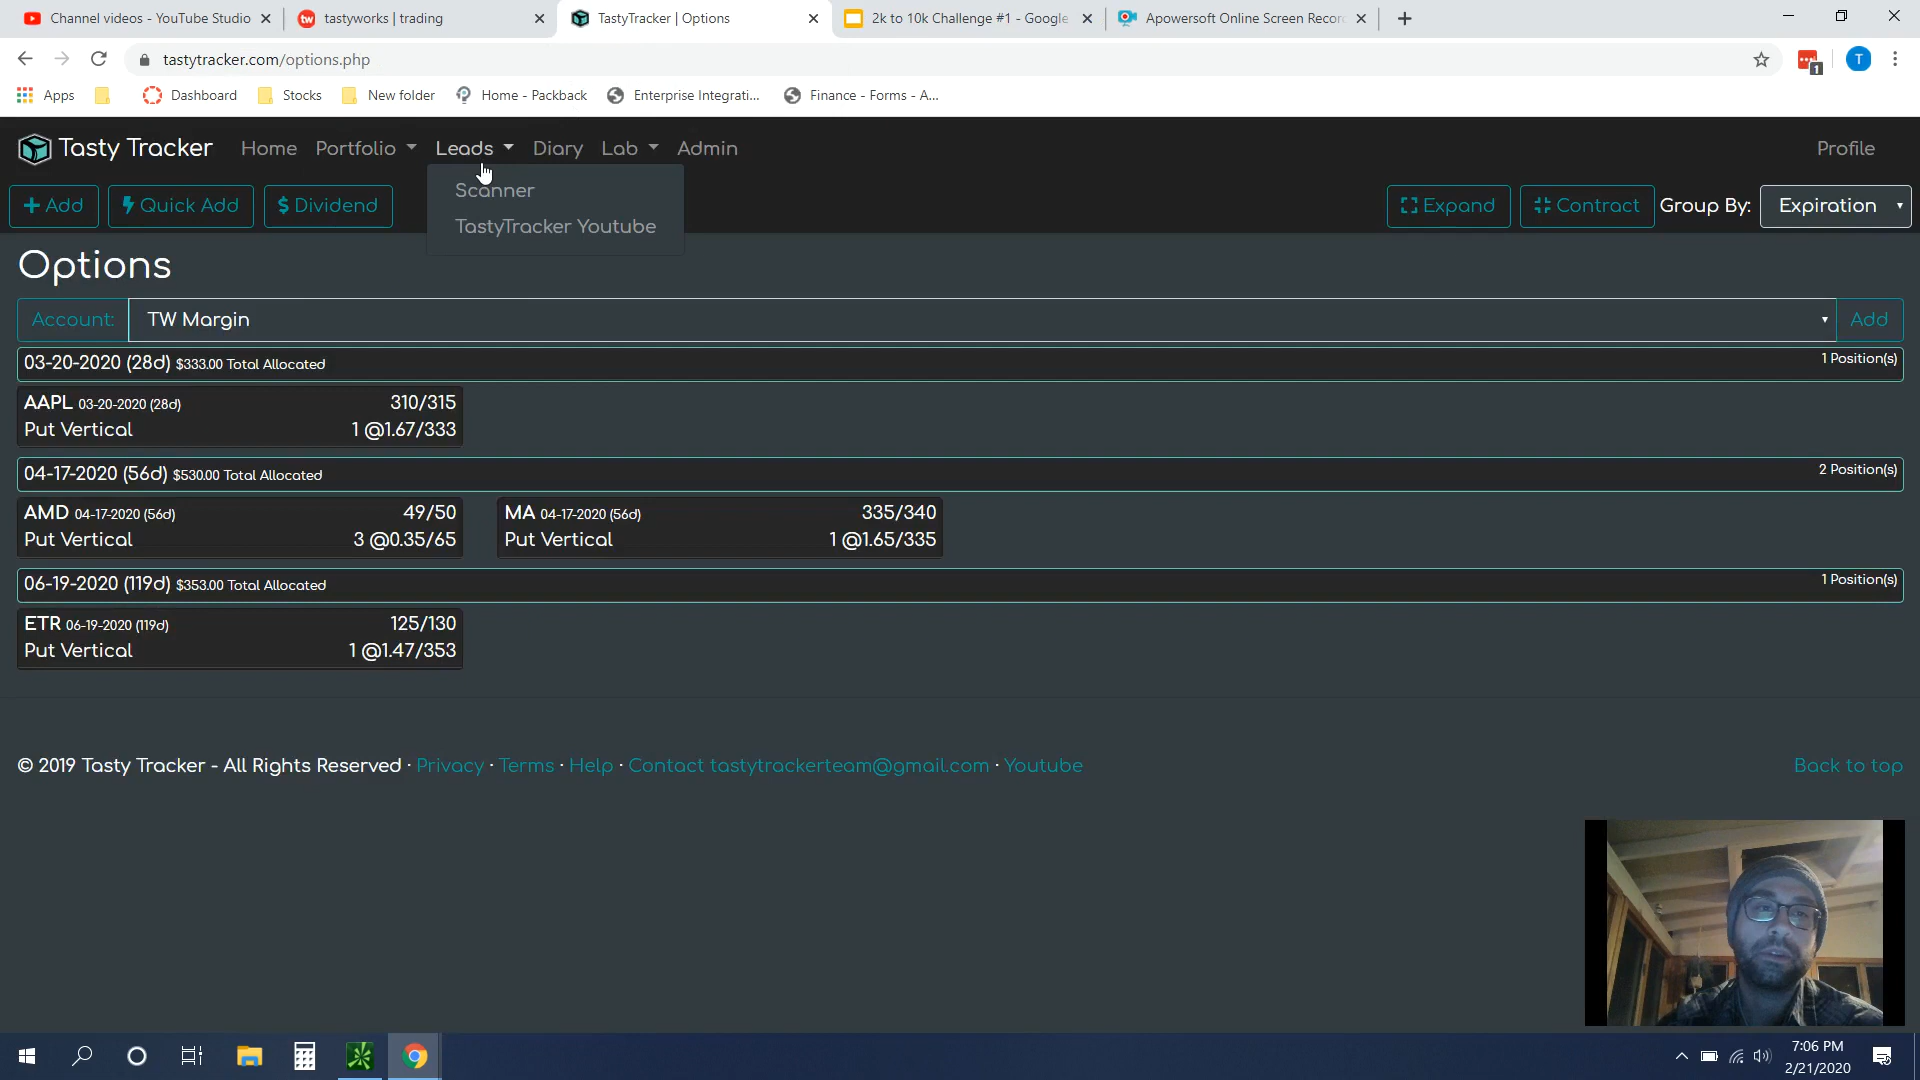 Channel videos - YouTube Studio
tastyworks | trading
TastyTracker | Options
2k to 10k Challenge #1 - Google
Apowersoft Online Screen Recor
tastytracker.com/options.php
1
T
Apps
Dashboard
Stocks
New folder
Home - Packback
Enterprise Integrati...
Finance - Forms - A...
Tasty Tracker
Home
Portfolio
Leads
Diary
Lab
Admin
Profile
Scanner
TastyTracker Youtube
+ Add
Quick Add
$ Dividend
Expand
Contract
Group By:
Expiration
Options
Account:
TW Margin
Add
03-20-2020 (28d) $333.00 Total Allocated
1 Position(s)
AAPL 03-20-2020 (28d) 310/315
Put Vertical 1 @1.67/333
04-17-2020 (56d) $530.00 Total Allocated
2 Position(s)
AMD 04-17-2020 (56d) 49/50
Put Vertical 3 @0.35/65
MA 04-17-2020 (56d) 335/340
Put Vertical 1 @1.65/335
06-19-2020 (119d) $353.00 Total Allocated
1 Position(s)
ETR 06-19-2020 (119d) 125/130
Put Vertical 1 @1.47/353
© 2019 Tasty Tracker - All Rights Reserved · Privacy · Terms · Help · Contact tastytrackerteam@gmail.com · Youtube
Back to top
7:06 PM
2/21/2020